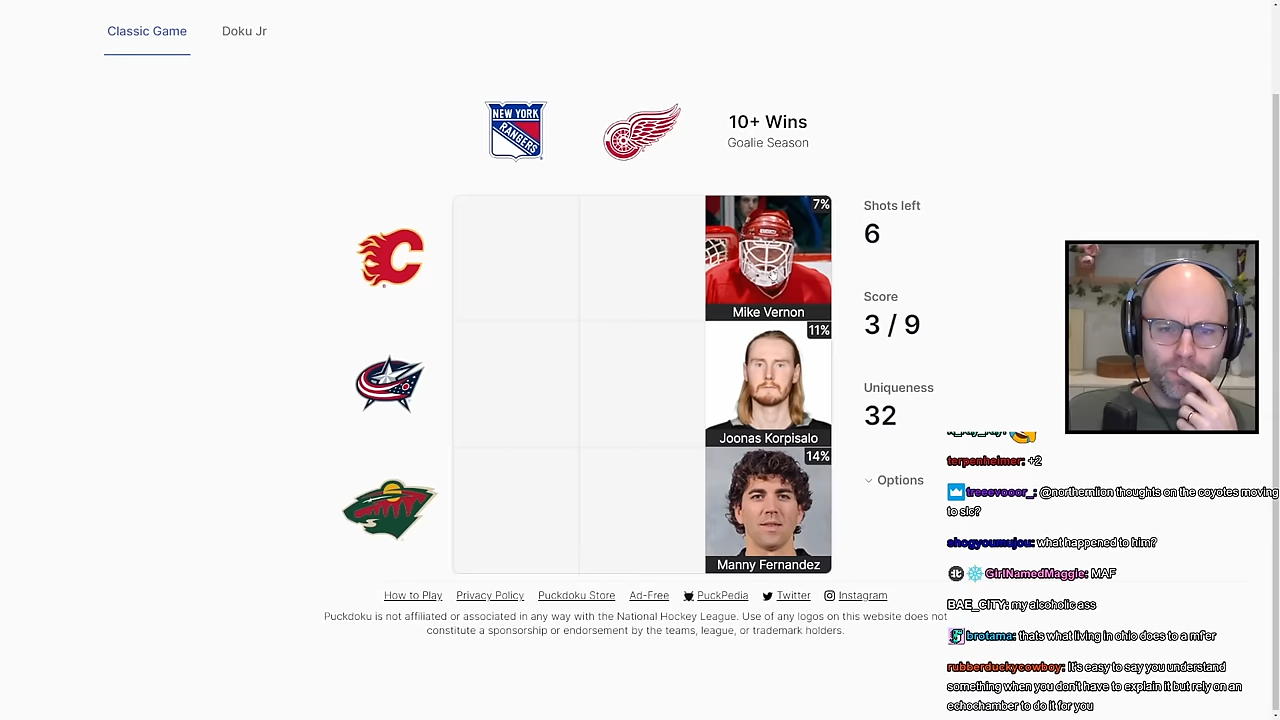 Classic Game
Doku Jr
NEW YORK
RANGERS
10+ Wins
Goalie Season
7%
Mike Vernon
11%
Joonas Korpisalo
14%
Manny Fernandez
Shots left
6
Score
3 / 9
Uniqueness
32
Options
How to Play
Privacy Policy
Puckdoku Store
Ad-Free
PuckPedia
Twitter
Instagram
Puckdoku is not affiliated or associated in any way with the National Hockey League. Use of any logos on this website does not
constitute a sponsorship or endorsement by the teams, league, or trademark holders.
terpenheimer: +2
treeevooor_: @northernlion thoughts on the coyotes moving
to slc?
shogyoumujou: what happened to him?
GirlNamedMaggie: MAF
BAE_CITY: my alcoholic ass
brotama: thats what living in ohio does to a mf'er
rubberduckycowboy: It's easy to say you understand
something when you don't have to explain it but rely on an
echochamber to do it for you